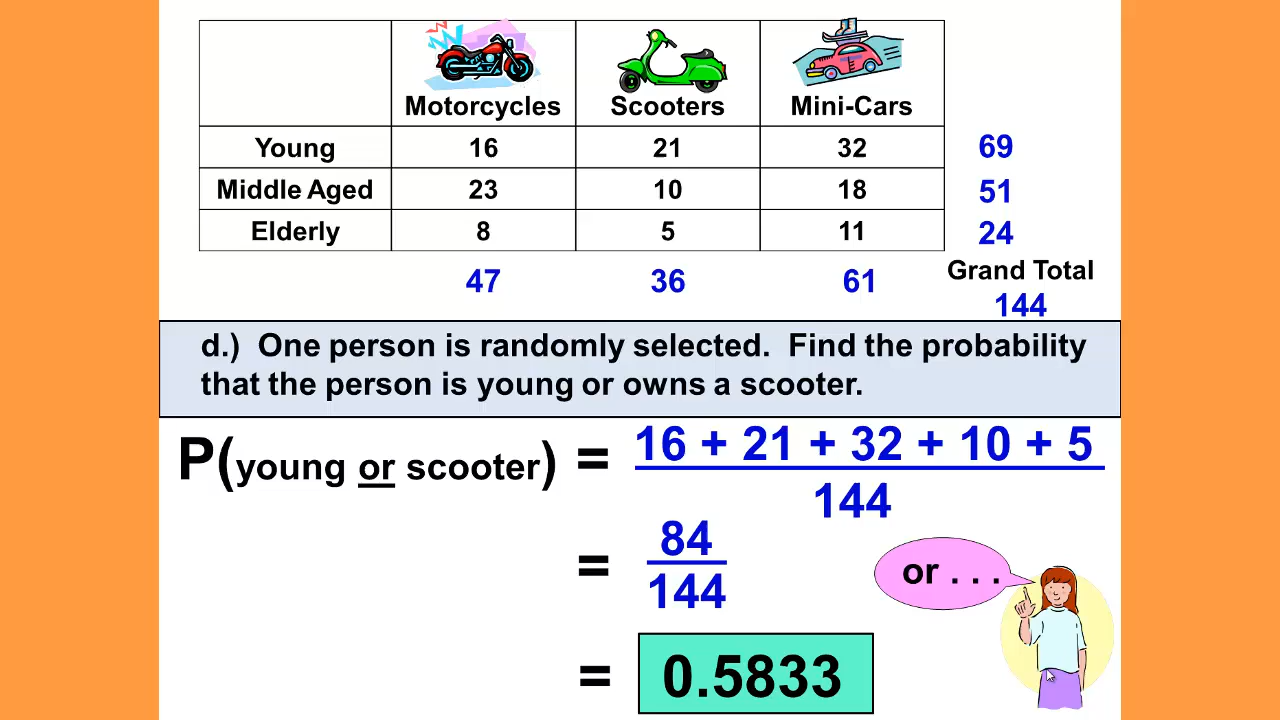 Motorcycles Scooters Mini-Cars
Young 16 21 32 69
Middle Aged 23 10 18 51
Elderly 8 5 11 24
47 36 61 Grand Total
144
d.) One person is randomly selected. Find the probability
that the person is young or owns a scooter.
P(young or scooter) = 16 + 21 + 32 + 10 + 5
144
= 84
144
or . . .
= 0.5833